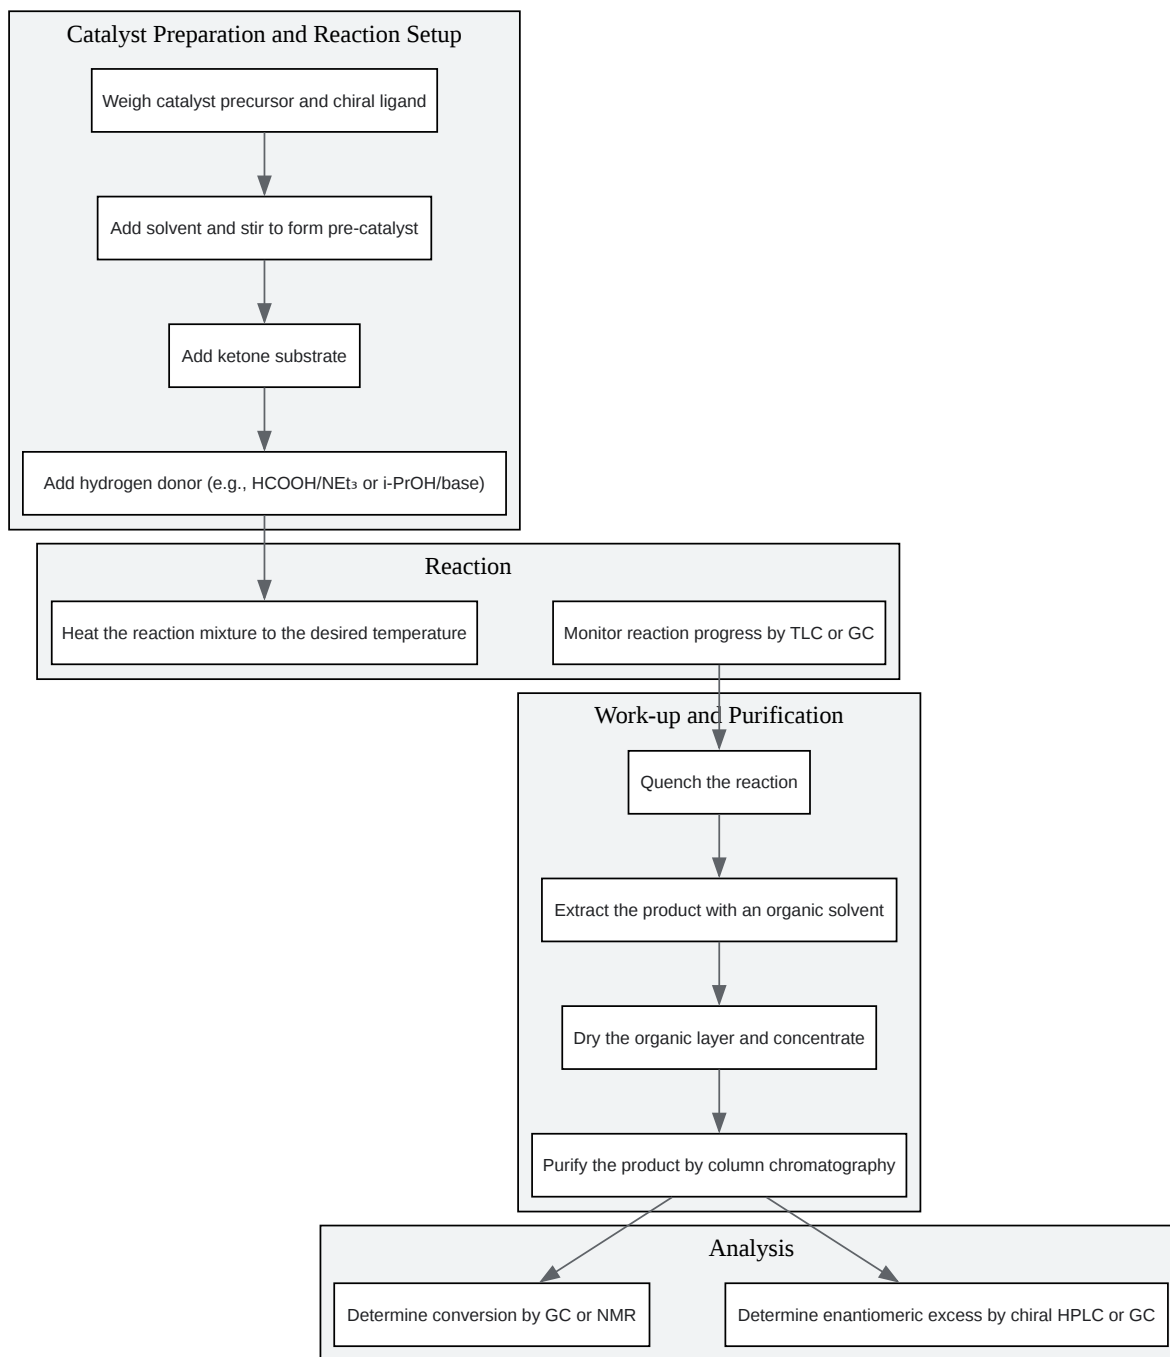 Catalyst Preparation and Reaction Setup
Weigh catalyst precursor and chiral ligand
Add solvent and stir to form pre-catalyst
Add ketone substrate
Add hydrogen donor (e.g., HCOOH/NEt₃ or i-PrOH/base)
Reaction
Heat the reaction mixture to the desired temperature
Monitor reaction progress by TLC or GC
Work-up and Purification
Quench the reaction
Extract the product with an organic solvent
Dry the organic layer and concentrate
Purify the product by column chromatography
Analysis
Determine conversion by GC or NMR
Determine enantiomeric excess by chiral HPLC or GC